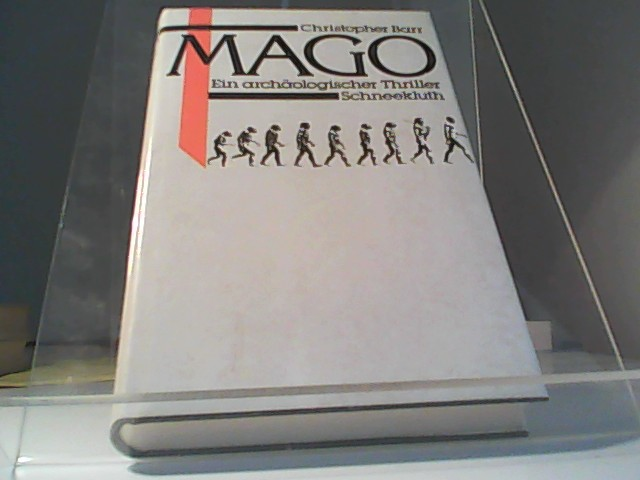 Christopher Barr
MAGO
Ein archäologischer Thriller
Schneekluth